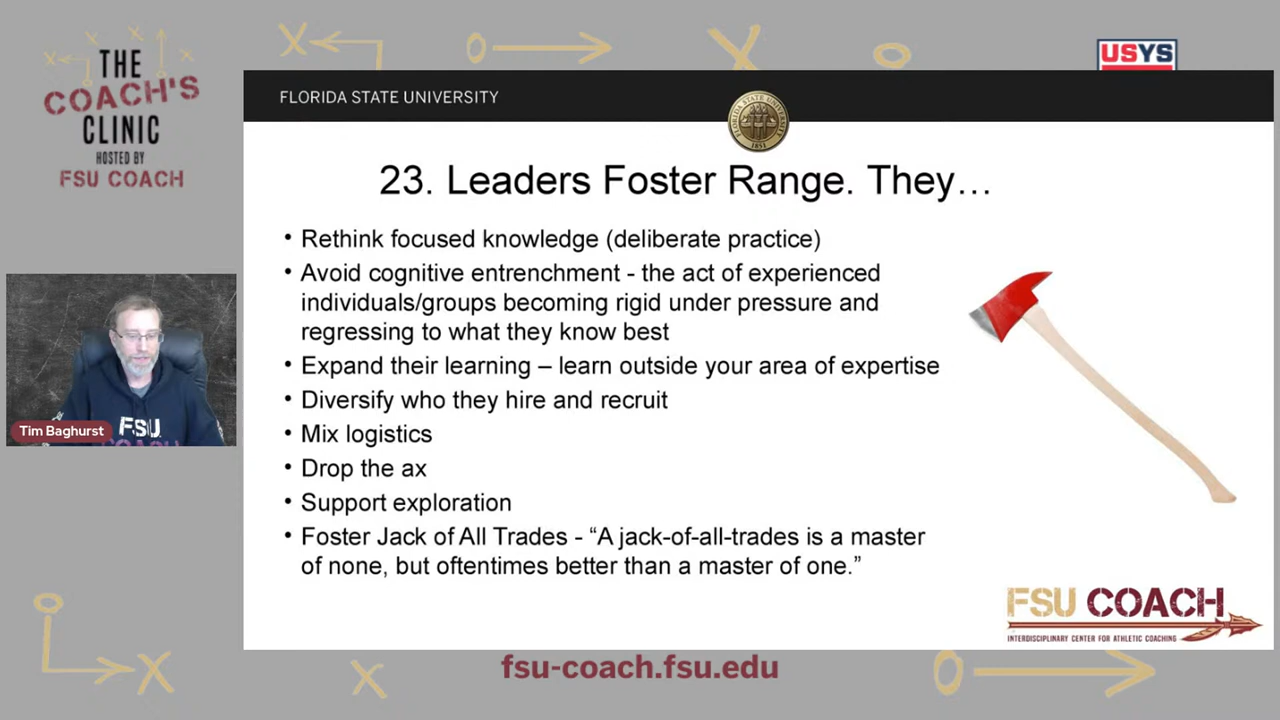 THE
COACH'S
CLINIC
HOSTED BY
FSU COACH
USYS
FLORIDA STATE UNIVERSITY
1851
23. Leaders Foster Range. They…
• Rethink focused knowledge (deliberate practice)
• Avoid cognitive entrenchment - the act of experienced
individuals/groups becoming rigid under pressure and
regressing to what they know best
• Expand their learning – learn outside your area of expertise
• Diversify who they hire and recruit
• Mix logistics
• Drop the ax
• Support exploration
• Foster Jack of All Trades - “A jack-of-all-trades is a master
of none, but oftentimes better than a master of one.”
FSU
COACH
Tim Baghurst
FSU COACH
INTERDISCIPLINARY CENTER FOR ATHLETIC COACHING
fsu-coach.fsu.edu